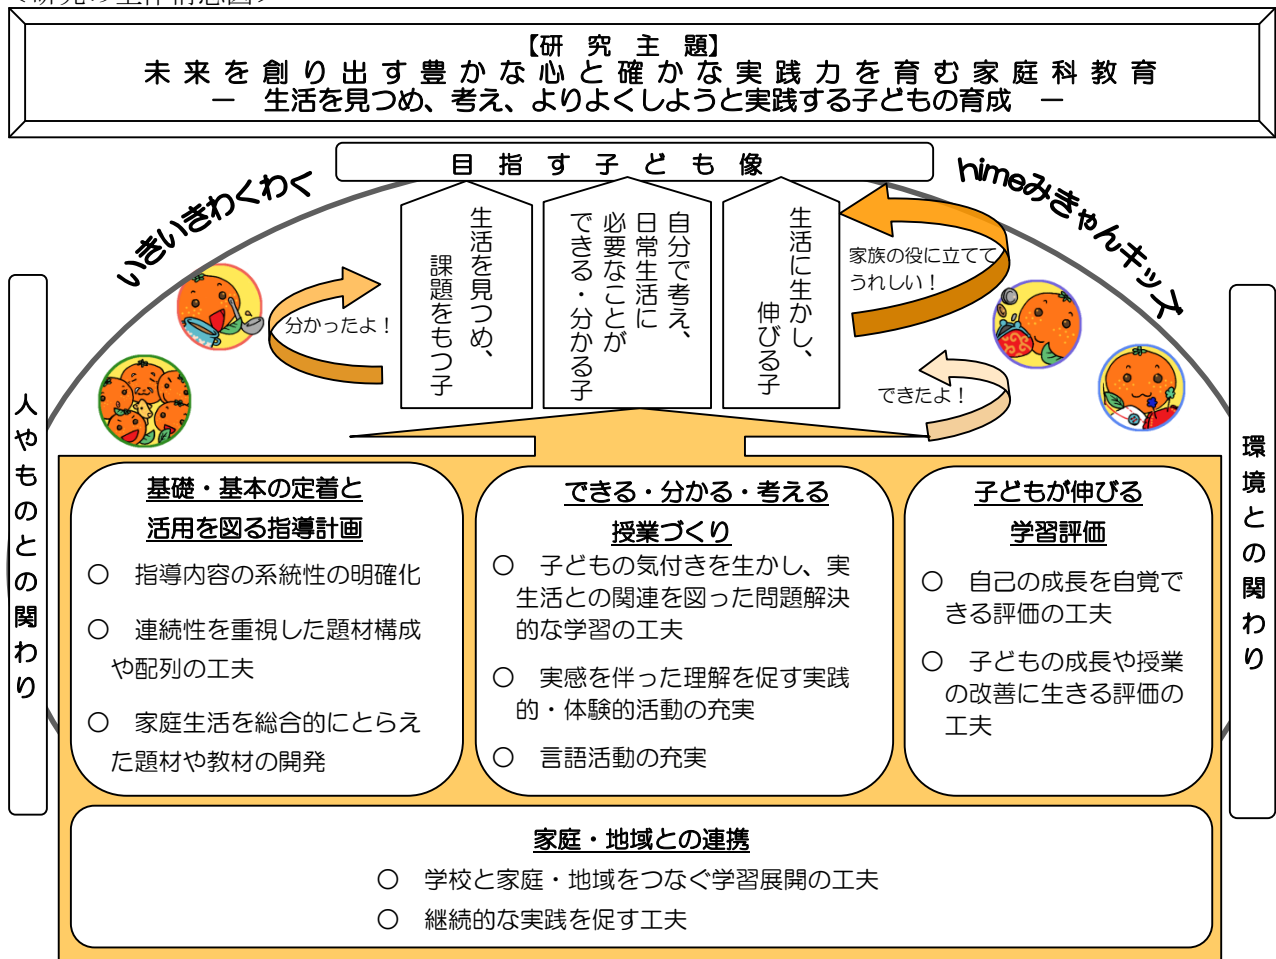 ＜研究の全体構想図＞
【研　究　主　題】
未来を創り出す豊かな心と確かな実践力を育む家庭科教育
―　生活を見つめ、考え、よりよくしようと実践する子どもの育成　―
目指す子ども像
いきいきわくわく
himeみきゃんキッズ
生活を見つめ、
課題をもつ子
自分で考え、
日常生活に
必要なことが
できる・分かる子
生活に生かし、
伸びる子
分かったよ！
家族の役に立てて
うれしい！
できたよ！
人やものとの関わり
環境との関わり
基礎・基本の定着と
活用を図る指導計画
○　指導内容の系統性の明確化
○　連続性を重視した題材構成
や配列の工夫
○　家庭生活を総合的にとらえ
た題材や教材の開発
できる・分かる・考える
授業づくり
○　子どもの気付きを生かし、実
生活との関連を図った問題解決
的な学習の工夫
○　実感を伴った理解を促す実践
的・体験的活動の充実
○　言語活動の充実
子どもが伸びる
学習評価
○　自己の成長を自覚で
きる評価の工夫
○　子どもの成長や授業
の改善に生きる評価の
工夫
家庭・地域との連携
○　学校と家庭・地域をつなぐ学習展開の工夫
○　継続的な実践を促す工夫